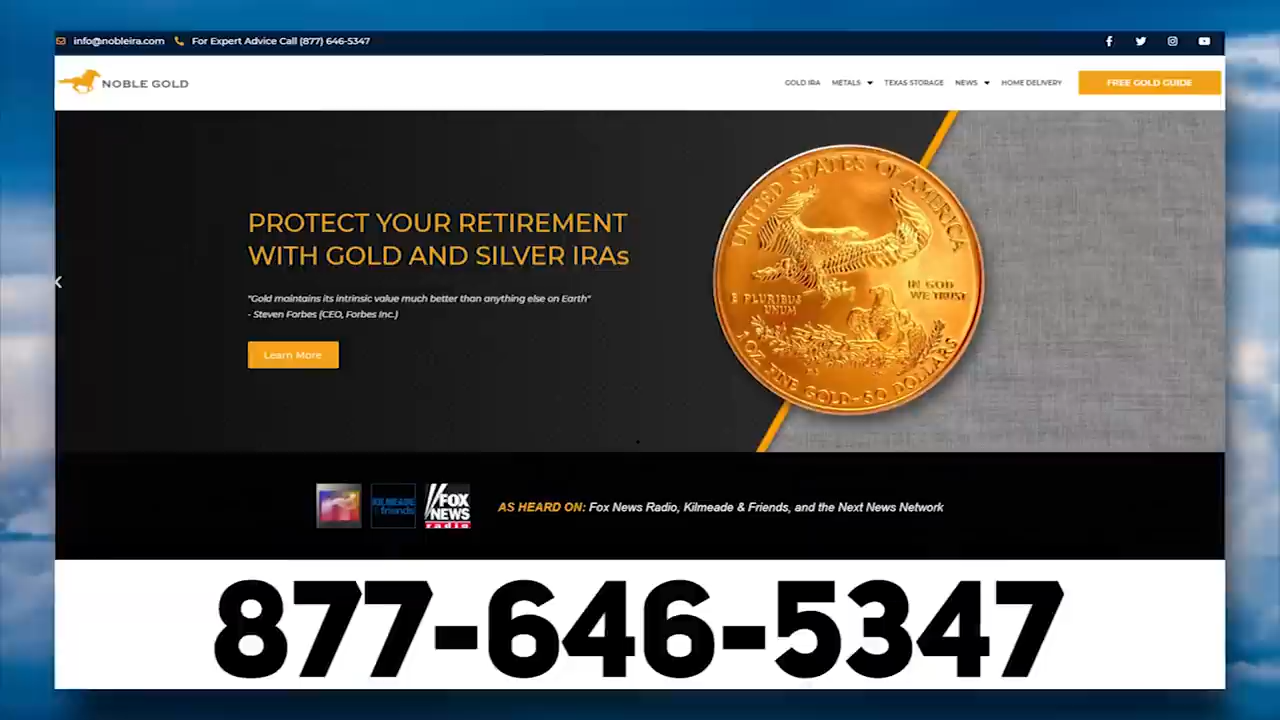 info@nobleira.com For Expert Advice Call (877) 646-5347
NOBLE GOLD
GOLD IRA METALS TEXAS STORAGE NEWS HOME DELIVERY FREE GOLD GUIDE
PROTECT YOUR RETIREMENT
WITH GOLD AND SILVER IRAs
"Gold maintains its intrinsic value much better than anything else on Earth"
- Steven Forbes (CEO, Forbes Inc.)
Learn More
UNITED STATES OF AMERICA
IN GOD
WE TRUST
E PLURIBUS
UNUM
1 OZ. FINE GOLD-50 DOLLARS
KILMEADE
friends
FOX
NEWS
radio
AS HEARD ON: Fox News Radio, Kilmeade & Friends, and the Next News Network
877-646-5347